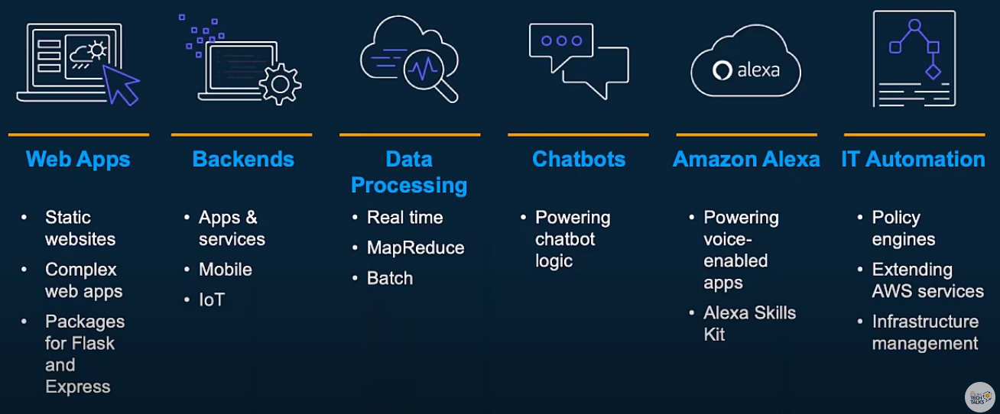 alexa
Web Apps
Static
websites
Complex
web apps
Packages
for Flask
and
Express
Backends
Apps &
services
Mobile
IoT
Data
Processing
Real time
MapReduce
Batch
Chatbots
Powering
chatbot
logic
Amazon Alexa
Powering
voice-
enabled
apps
Alexa Skills
Kit
IT Automation
Policy
engines
Extending
AWS services
Infrastructure
management
TECH
TALKS